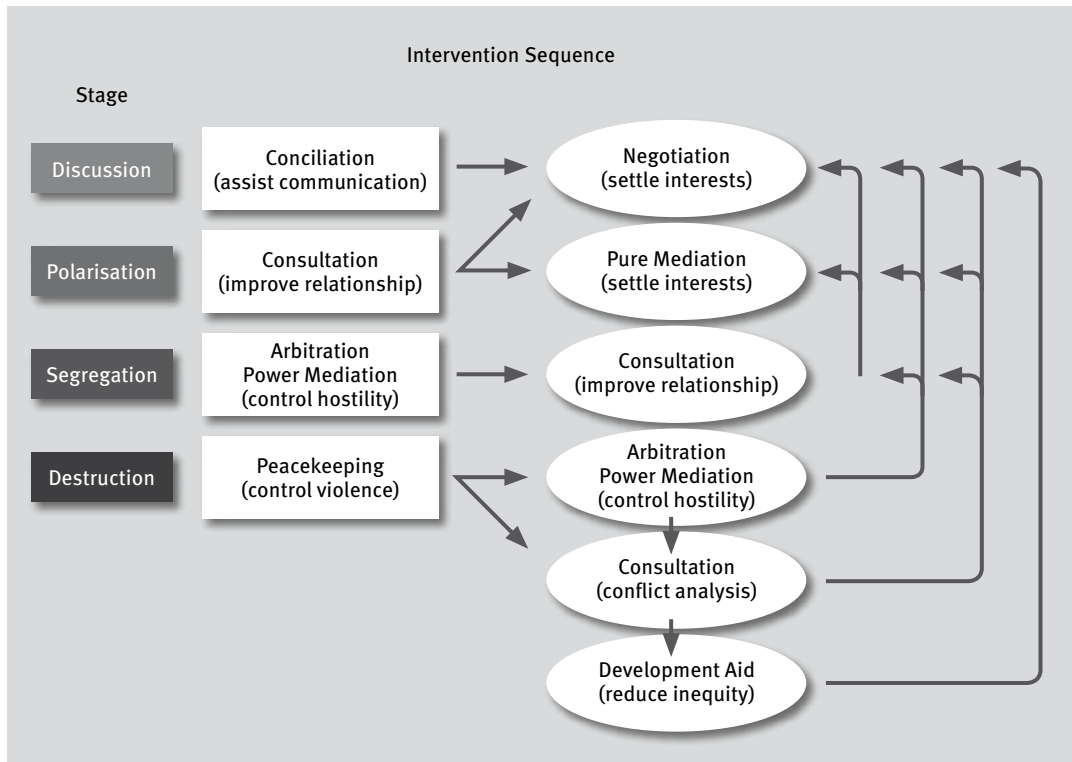 Intervention Sequence
Stage
Discussion
Conciliation
(assist communication)
Negotiation
(settle interests)
Polarisation
Consultation
(improve relationship)
Pure Mediation
(settle interests)
Segregation
Arbitration
Power Mediation
(control hostility)
Consultation
(improve relationship)
Destruction
Peacekeeping
(control violence)
Arbitration
Power Mediation
(control hostility)
Consultation
(conflict analysis)
Development Aid
(reduce inequity)